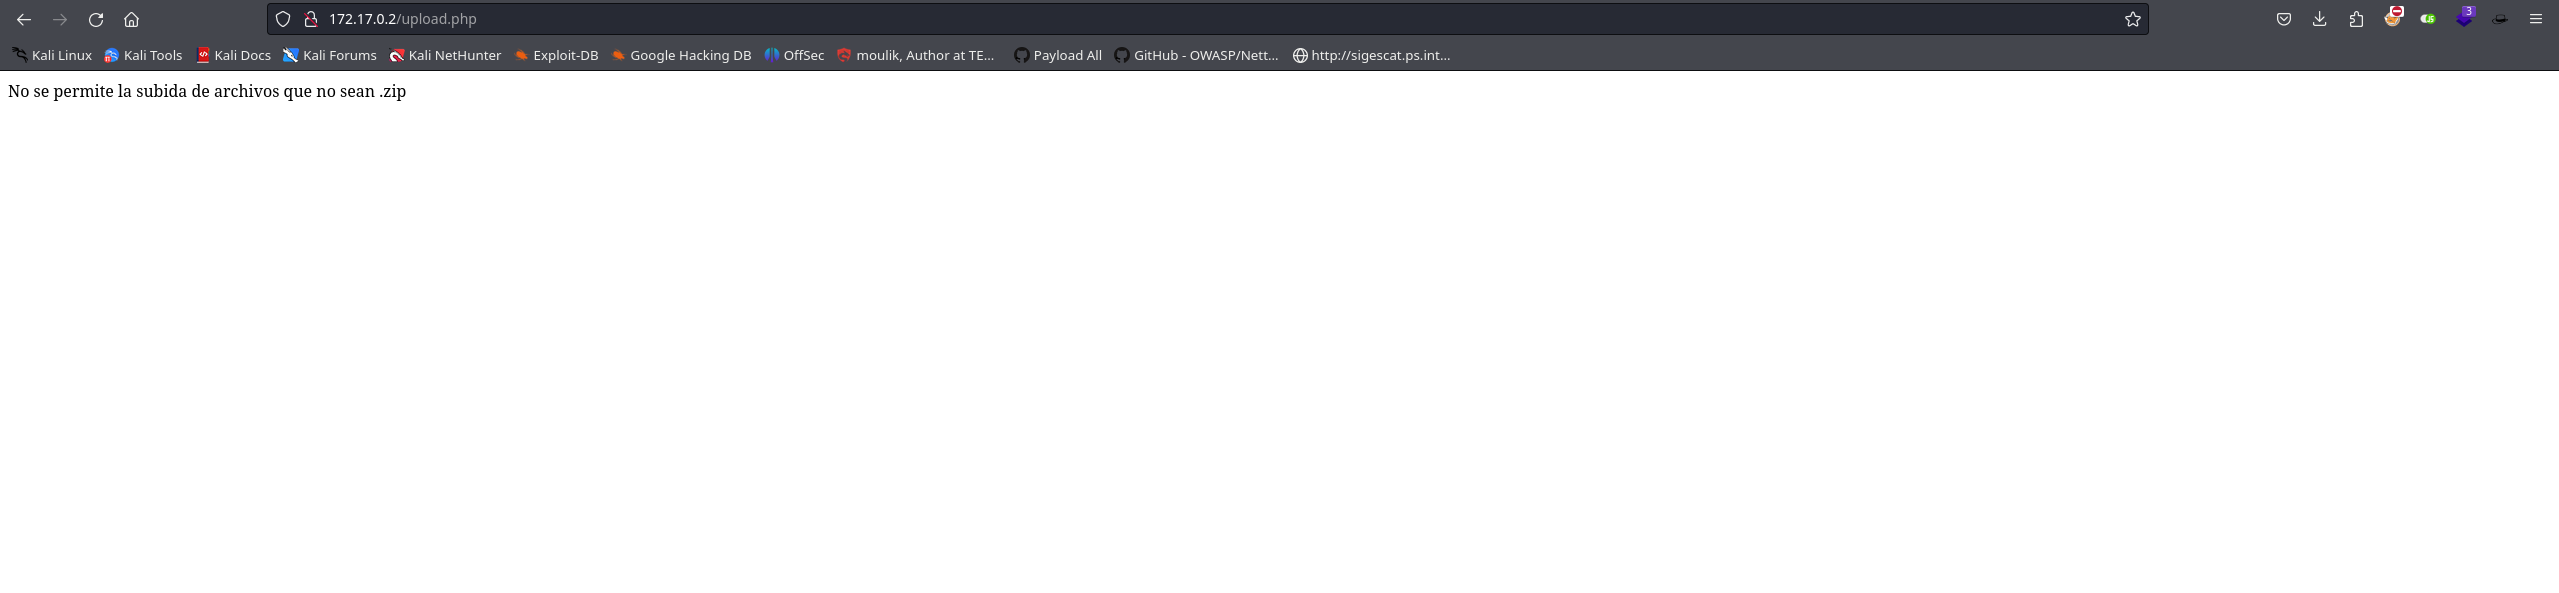 172.17.0.2/upload.php
3
Kali Linux Kali Tools Kali Docs Kali Forums Kali NetHunter Exploit-DB Google Hacking DB OffSec moulik, Author at TE... Payload All GitHub - OWASP/Nett... http://sigescat.ps.int...
No se permite la subida de archivos que no sean .zip